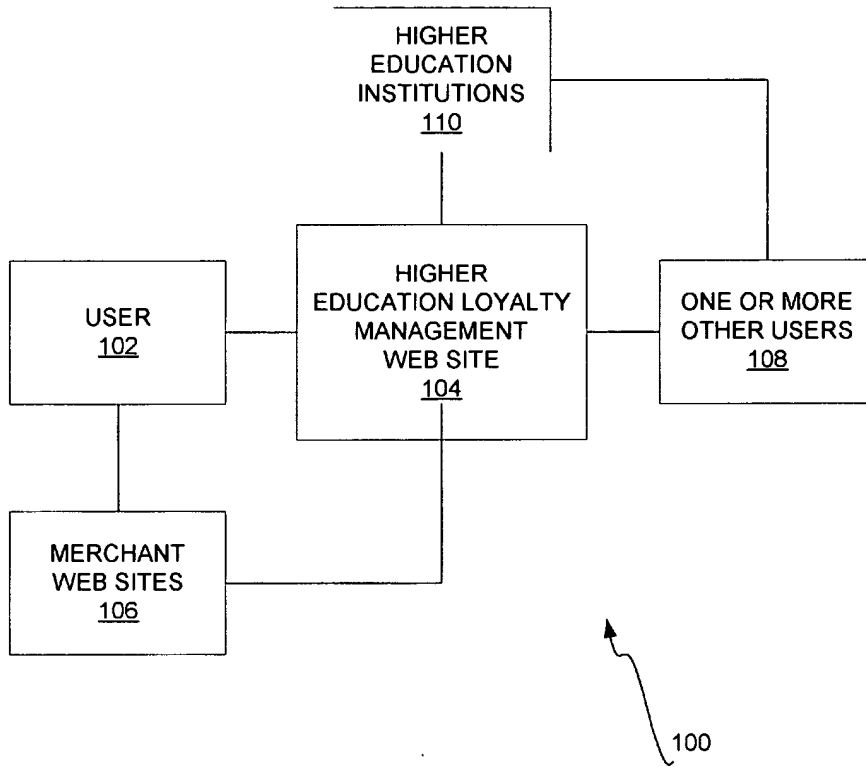 HIGHER
EDUCATION
INSTITUTIONS
110
HIGHER
EDUCATION LOYALTY
MANAGEMENT
WEB SITE
104
USER
102
ONE OR MORE
OTHER USERS
108
MERCHANT
WEB SITES
106
100